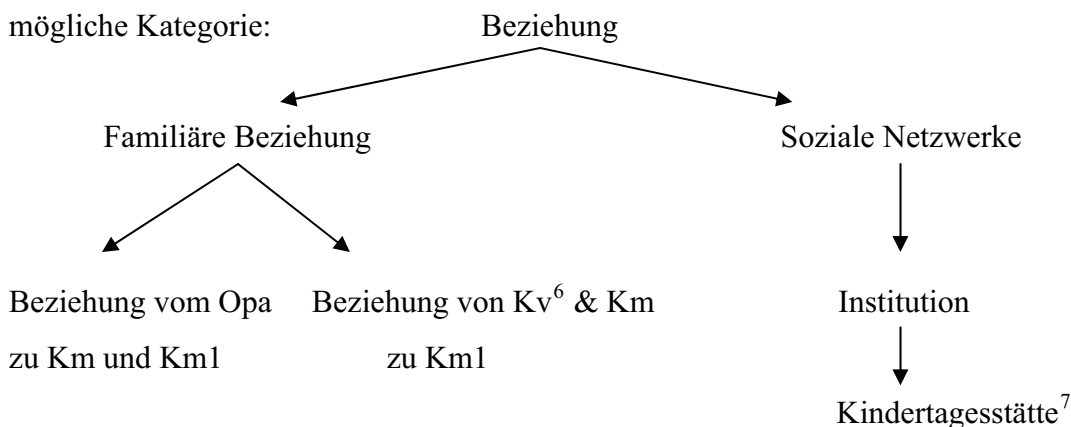 mögliche Kategorie: Beziehung
Familiäre Beziehung Soziale Netzwerke
Beziehung vom Opa Beziehung von Kv⁶ & Km Institution
zu Km und Km1 zu Km1
Kindertagesstätte⁷